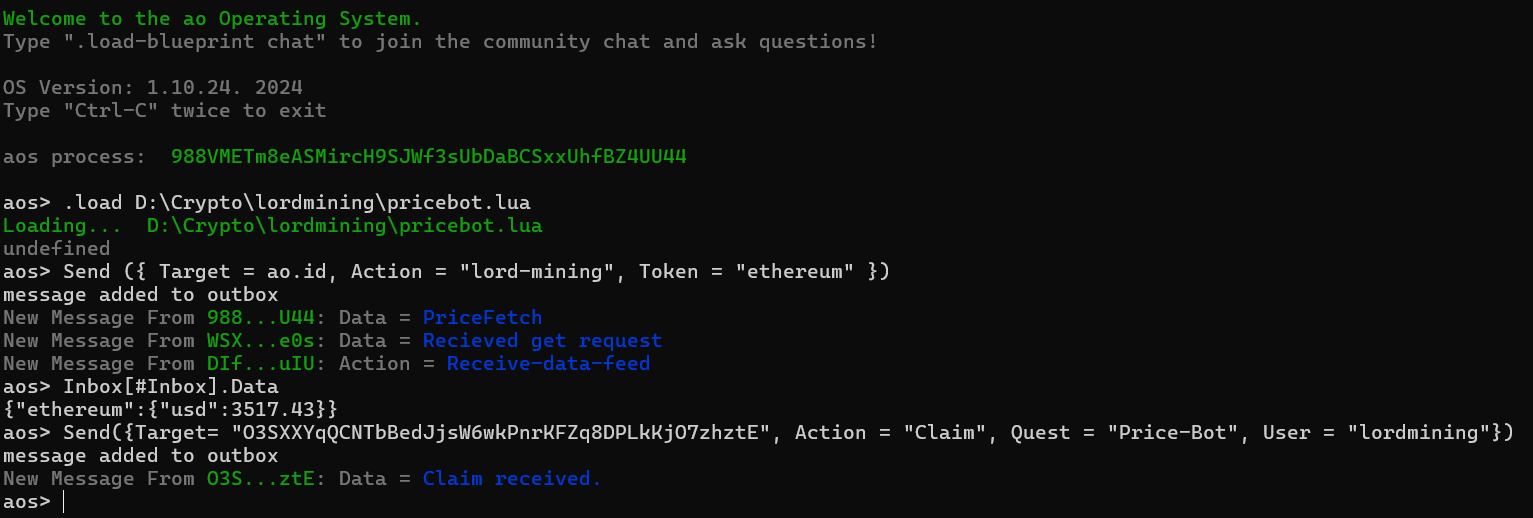 Welcome to the ao Operating System.
Type ".load-blueprint chat" to join the community chat and ask questions!
OS Version: 1.10.24. 2024
Type "Ctrl-C" twice to exit
aos process:  988VMETm8eASMircH9SJWf3sUbDaBCSxxUhfBZ4UU44
aos> .load D:\Crypto\lordmining\pricebot.lua
Loading...  D:\Crypto\lordmining\pricebot.lua
undefined
aos> Send ({ Target = ao.id, Action = "lord-mining", Token = "ethereum" })
message added to outbox
New Message From 988...U44: Data = PriceFetch
New Message From WSX...e0s: Data = Recieved get request
New Message From DIf...uIU: Action = Receive-data-feed
aos> Inbox[#Inbox].Data
{"ethereum":{"usd":3517.43}}
aos> Send({Target= "O3SXXYqQCNTbBedJjsW6wkPnrKFZq8DPLkKjO7zhztE", Action = "Claim", Quest = "Price-Bot", User = "lordmining"})
message added to outbox
New Message From O3S...ztE: Data = Claim received.
aos>